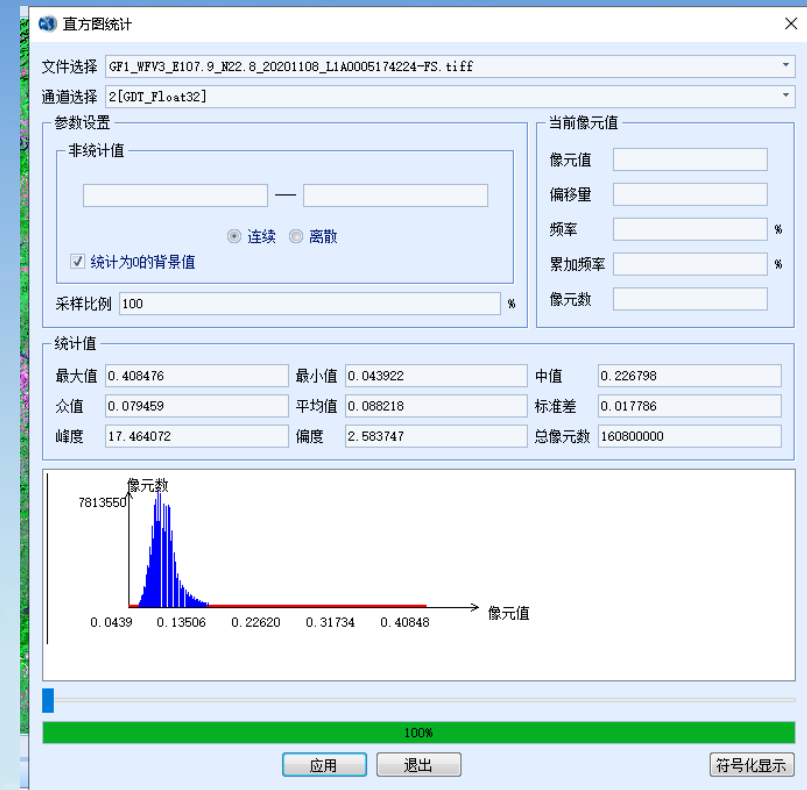 直方图统计
文件选择 GF1_WFV3_E107.9_N22.8_20201108_L1A0005174224-FS.tiff
通道选择 2[GDT_Float32]
参数设置
非统计值
—
连续 离散
统计为0的背景值
采样比例 100 %
当前像元值
像元值
偏移量
频率 %
累加频率 %
像元数
统计值
最大值 0.408476 最小值 0.043922 中值 0.226798
众值 0.079459 平均值 0.088218 标准差 0.017786
峰度 17.464072 偏度 2.583747 总像元数 160800000
像元数
7813550
像元值
0.0439 0.13506 0.22620 0.31734 0.40848
100%
应用 退出 符号化显示